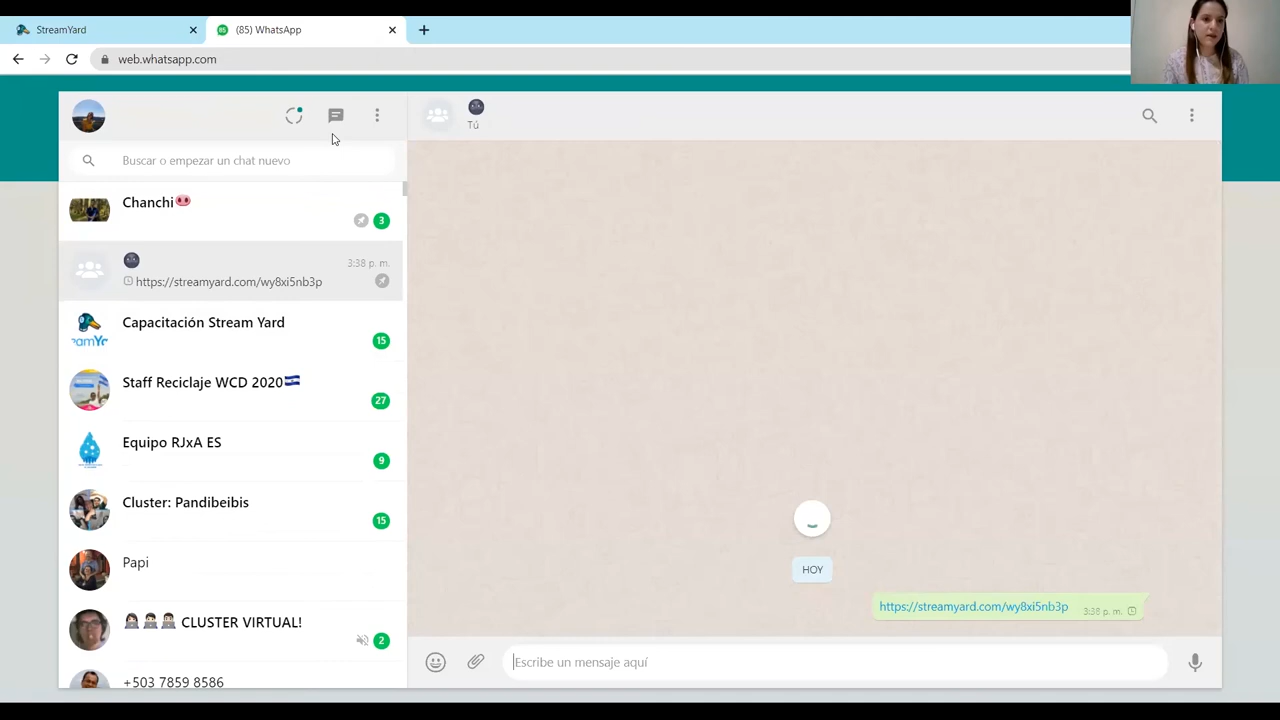 StreamYard
(85) WhatsApp
web.whatsapp.com
Tú
Buscar o empezar un chat nuevo
Chanchi
3
3:38 p. m.
https://streamyard.com/wy8xi5nb3p
Capacitación Stream Yard
15
Staff Reciclaje WCD 2020
27
Equipo RJxA ES
9
Cluster: Pandibeibis
15
Papi
CLUSTER VIRTUAL!
2
+503 7859 8586
HOY
https://streamyard.com/wy8xi5nb3p 3:38 p. m.
Escribe un mensaje aquí